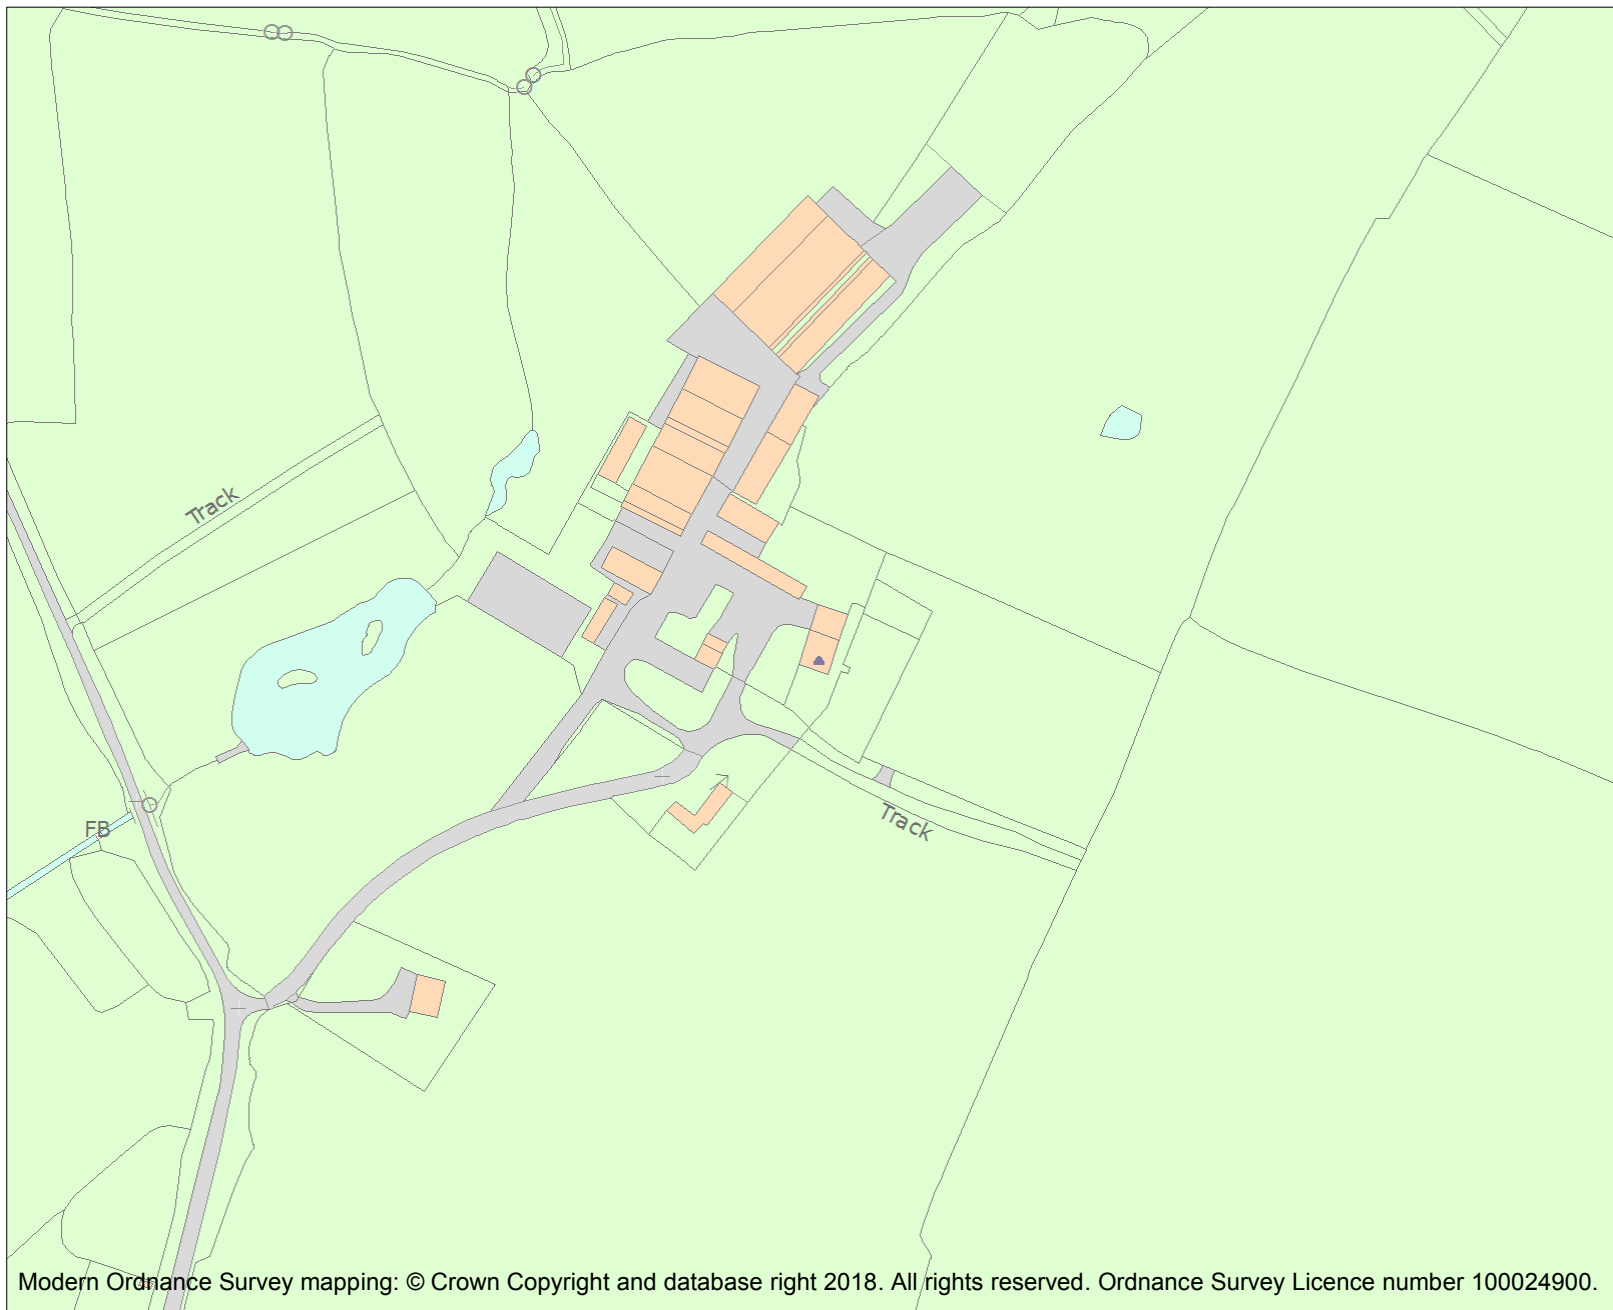 Track
FB
Track
Modern Ordnance Survey mapping: © Crown Copyright and database right 2018. All rights reserved. Ordnance Survey Licence number 100024900.